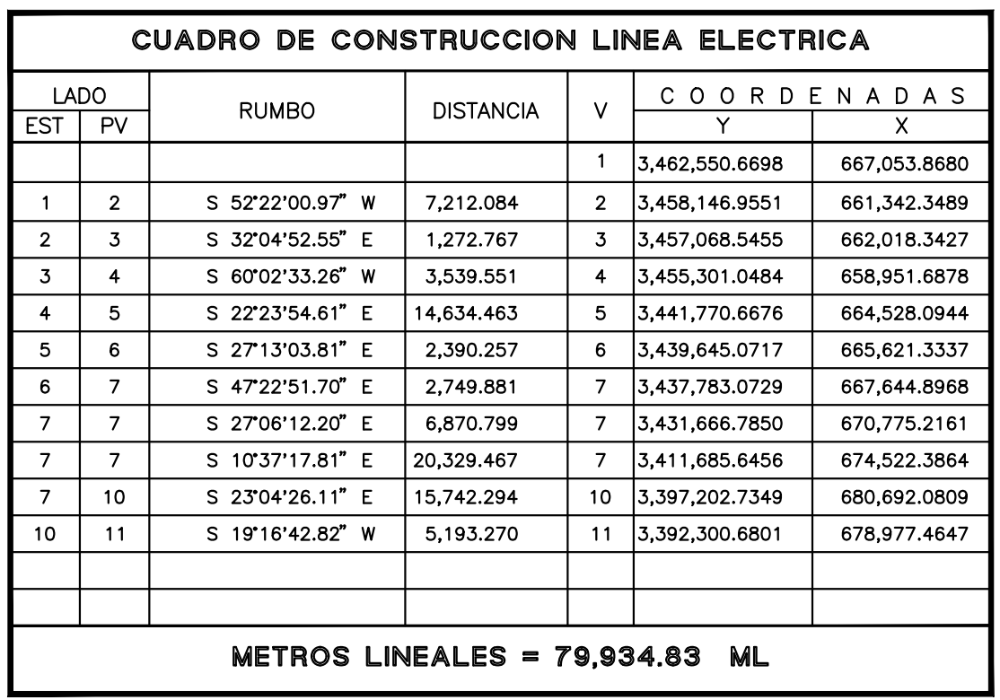 CUADRO DE CONSTRUCCION LINEA ELECTRICA
LADO RUMBO DISTANCIA V C O O R D E N A D A S
EST PV Y X
1 3,462,550.6698 667,053.8680
1 2 S 52°22'00.97" W 7,212.084 2 3,458,146.9551 661,342.3489
2 3 S 32°04'52.55" E 1,272.767 3 3,457,068.5455 662,018.3427
3 4 S 60°02'33.26" W 3,539.551 4 3,455,301.0484 658,951.6878
4 5 S 22°23'54.61" E 14,634.463 5 3,441,770.6676 664,528.0944
5 6 S 27°13'03.81" E 2,390.257 6 3,439,645.0717 665,621.3337
6 7 S 47°22'51.70" E 2,749.881 7 3,437,783.0729 667,644.8968
7 7 S 27°06'12.20" E 6,870.799 7 3,431,666.7850 670,775.2161
7 7 S 10°37'17.81" E 20,329.467 7 3,411,685.6456 674,522.3864
7 10 S 23°04'26.11" E 15,742.294 10 3,397,202.7349 680,692.0809
10 11 S 19°16'42.82" W 5,193.270 11 3,392,300.6801 678,977.4647
METROS LINEALES = 79,934.83 ML